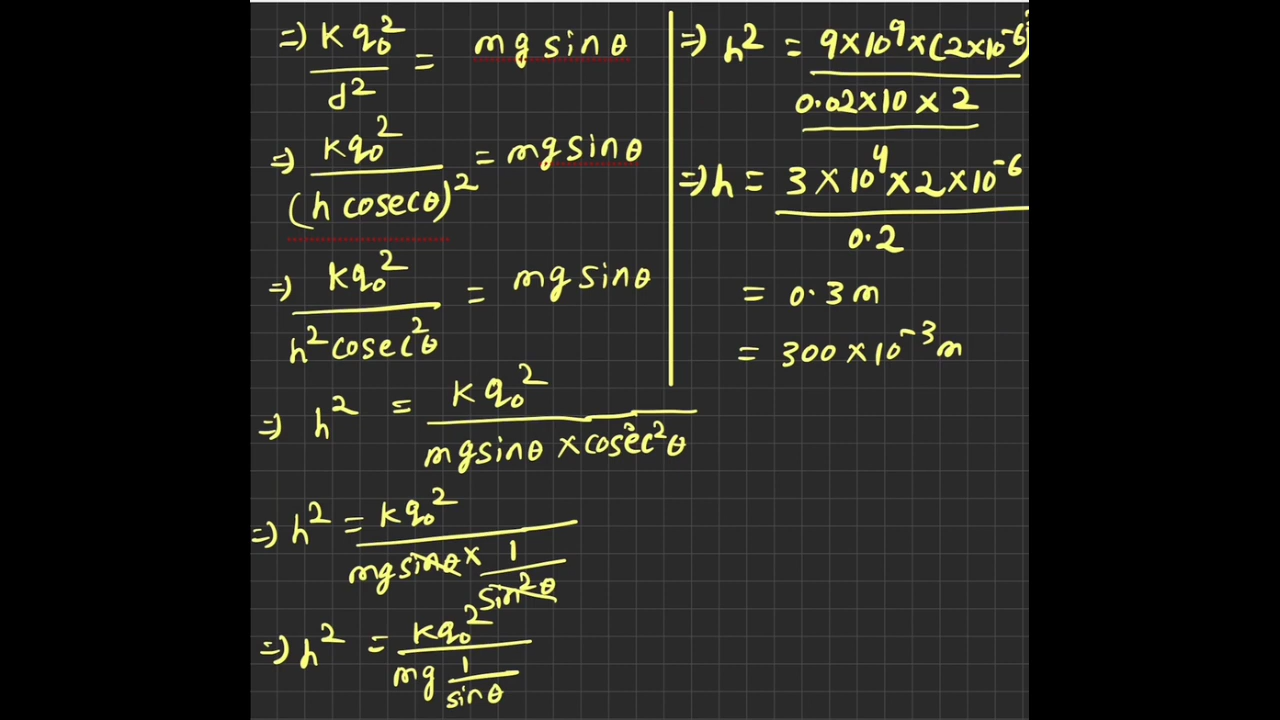 ⇒ kq₀² / d² = mg sinθ
⇒ kq₀² / (h cosecθ)² = mg sinθ
⇒ kq₀² / h² cosec²θ = mg sinθ
⇒ h² = kq₀² / mg sinθ × cosec²θ
⇒ h² = kq₀² / mg sinθ × 1 / sin²θ
⇒ h² = kq₀² / mg 1 / sinθ
⇒ h² = 9×10⁹×(2×10⁻⁶) / 0.02×10 × 2
⇒ h = 3 × 10⁴ × 2 × 10⁻⁶ / 0.2
= 0.3 m
= 300 × 10⁻³ m